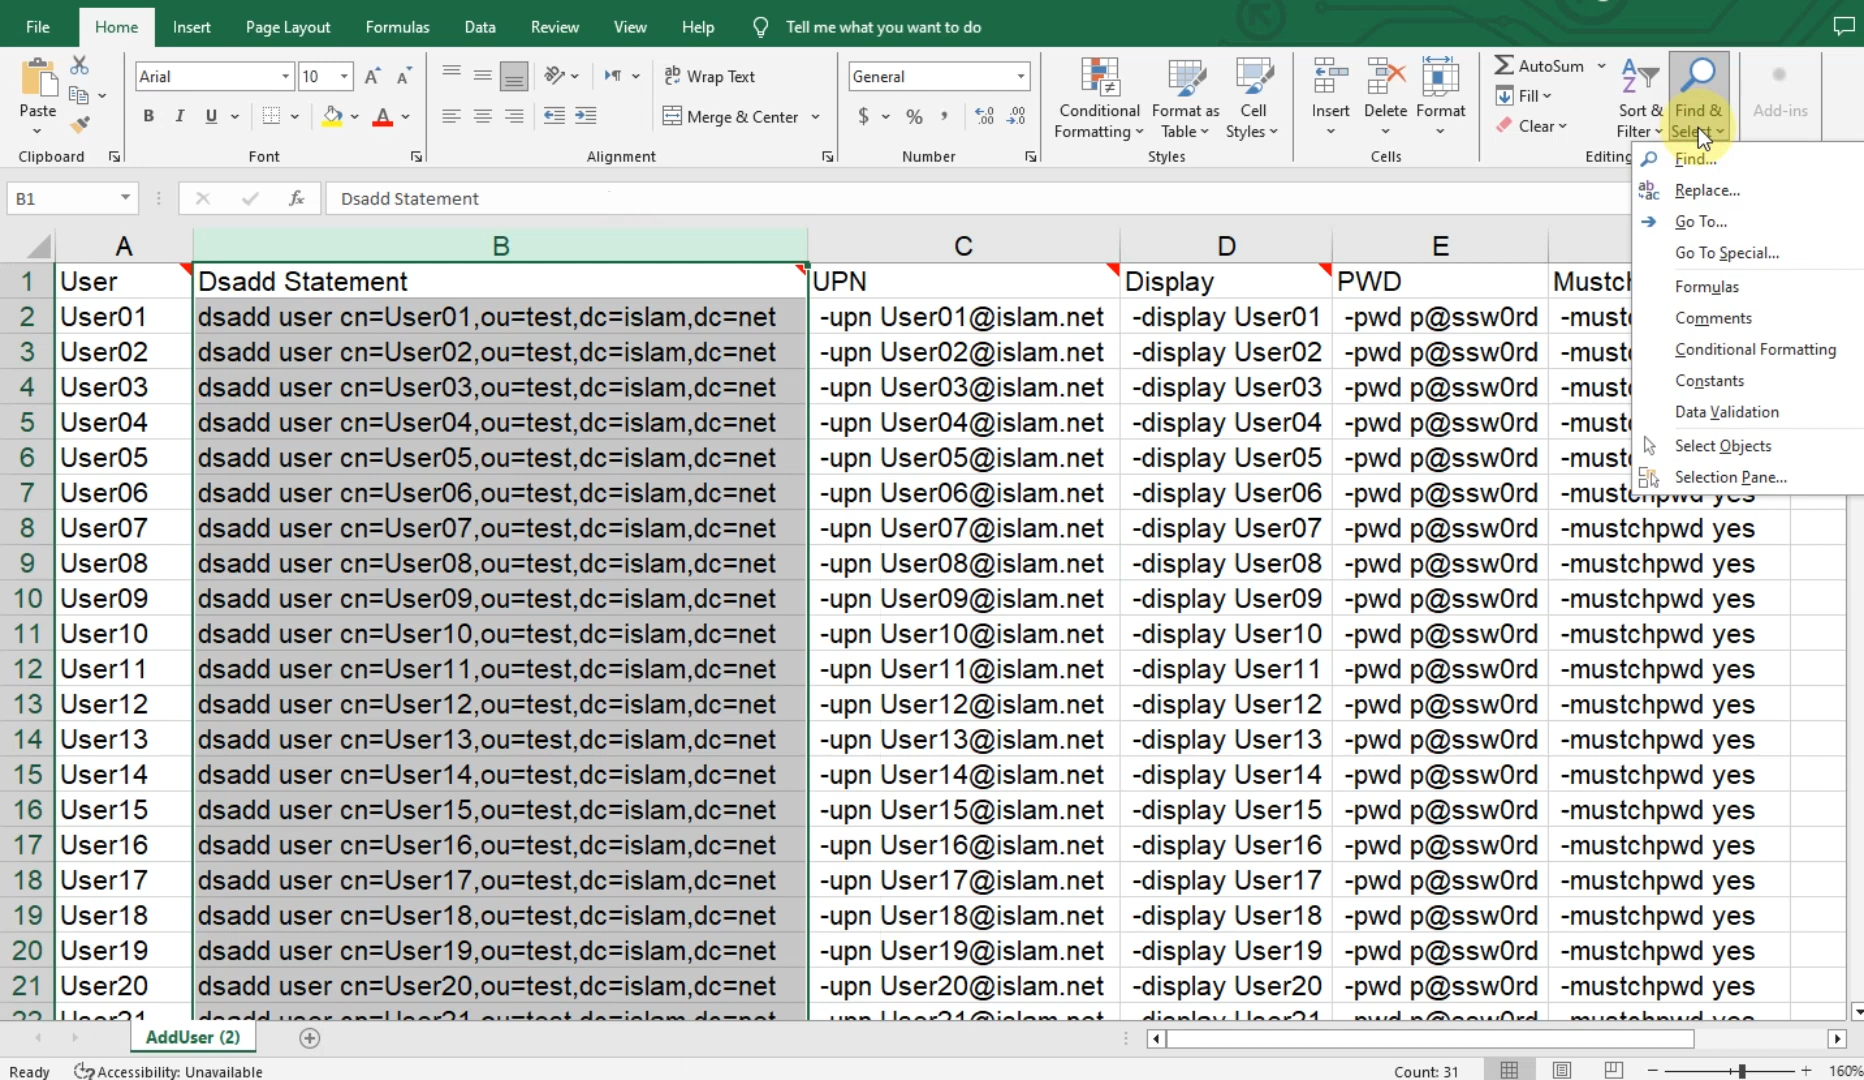 File Home Insert Page Layout Formulas Data Review View Help Tell me what you want to do
Paste
Clipboard
Arial 10
B I U
Font
ab Wrap Text
Merge & Center
Alignment
General
$ % ,
Number
Conditional Formatting
Format as Table
Cell Styles
Styles
Insert Delete Format
Cells
AutoSum
Fill
Clear
Sort & Filter
Find & Select
Editing
Add-ins
Find...
Replace...
Go To...
Go To Special...
Formulas
Comments
Conditional Formatting
Constants
Data Validation
Select Objects
Selection Pane...
B1 fx Dsadd Statement
A B C D E
1 User Dsadd Statement UPN Display PWD Mustch
2 User01 dsadd user cn=User01,ou=test,dc=islam,dc=net -upn User01@islam.net -display User01 -pwd p@ssw0rd -must
3 User02 dsadd user cn=User02,ou=test,dc=islam,dc=net -upn User02@islam.net -display User02 -pwd p@ssw0rd -must
4 User03 dsadd user cn=User03,ou=test,dc=islam,dc=net -upn User03@islam.net -display User03 -pwd p@ssw0rd -must
5 User04 dsadd user cn=User04,ou=test,dc=islam,dc=net -upn User04@islam.net -display User04 -pwd p@ssw0rd -must
6 User05 dsadd user cn=User05,ou=test,dc=islam,dc=net -upn User05@islam.net -display User05 -pwd p@ssw0rd -must
7 User06 dsadd user cn=User06,ou=test,dc=islam,dc=net -upn User06@islam.net -display User06 -pwd p@ssw0rd -mustchpwd yes
8 User07 dsadd user cn=User07,ou=test,dc=islam,dc=net -upn User07@islam.net -display User07 -pwd p@ssw0rd -mustchpwd yes
9 User08 dsadd user cn=User08,ou=test,dc=islam,dc=net -upn User08@islam.net -display User08 -pwd p@ssw0rd -mustchpwd yes
10 User09 dsadd user cn=User09,ou=test,dc=islam,dc=net -upn User09@islam.net -display User09 -pwd p@ssw0rd -mustchpwd yes
11 User10 dsadd user cn=User10,ou=test,dc=islam,dc=net -upn User10@islam.net -display User10 -pwd p@ssw0rd -mustchpwd yes
12 User11 dsadd user cn=User11,ou=test,dc=islam,dc=net -upn User11@islam.net -display User11 -pwd p@ssw0rd -mustchpwd yes
13 User12 dsadd user cn=User12,ou=test,dc=islam,dc=net -upn User12@islam.net -display User12 -pwd p@ssw0rd -mustchpwd yes
14 User13 dsadd user cn=User13,ou=test,dc=islam,dc=net -upn User13@islam.net -display User13 -pwd p@ssw0rd -mustchpwd yes
15 User14 dsadd user cn=User14,ou=test,dc=islam,dc=net -upn User14@islam.net -display User14 -pwd p@ssw0rd -mustchpwd yes
16 User15 dsadd user cn=User15,ou=test,dc=islam,dc=net -upn User15@islam.net -display User15 -pwd p@ssw0rd -mustchpwd yes
17 User16 dsadd user cn=User16,ou=test,dc=islam,dc=net -upn User16@islam.net -display User16 -pwd p@ssw0rd -mustchpwd yes
18 User17 dsadd user cn=User17,ou=test,dc=islam,dc=net -upn User17@islam.net -display User17 -pwd p@ssw0rd -mustchpwd yes
19 User18 dsadd user cn=User18,ou=test,dc=islam,dc=net -upn User18@islam.net -display User18 -pwd p@ssw0rd -mustchpwd yes
20 User19 dsadd user cn=User19,ou=test,dc=islam,dc=net -upn User19@islam.net -display User19 -pwd p@ssw0rd -mustchpwd yes
21 User20 dsadd user cn=User20,ou=test,dc=islam,dc=net -upn User20@islam.net -display User20 -pwd p@ssw0rd -mustchpwd yes
AddUser (2)
Ready Accessibility: Unavailable Count: 31 160%